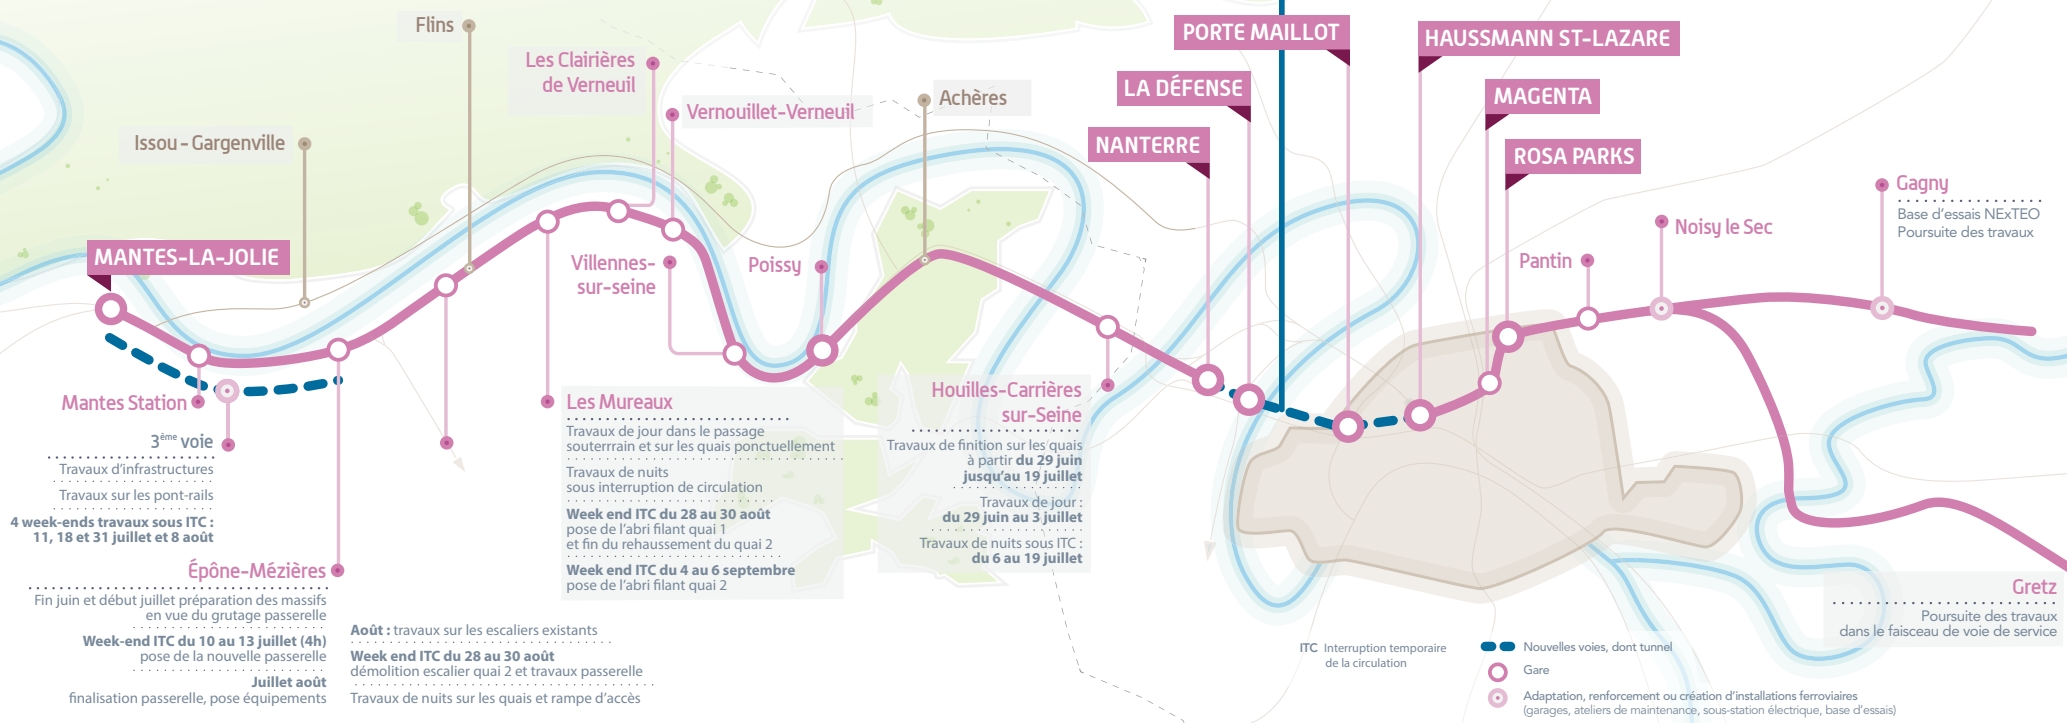 Flins
Les Clairières
de Verneuil
Vernouillet-Verneuil
Achères
Issou - Gargenville
PORTE MAILLOT
HAUSSMANN ST-LAZARE
LA DÉFENSE
MAGENTA
NANTERRE
ROSA PARKS
Gagny
Base d'essais NExTEO
Poursuite des travaux
Noisy le Sec
Pantin
MANTES-LA-JOLIE
Villennes-
sur-seine
Poissy
Mantes Station
3ème voie
Travaux d'infrastructures
Travaux sur les pont-rails
4 week-ends travaux sous ITC :
11, 18 et 31 juillet et 8 août
Épône-Mézières
Fin juin et début juillet préparation des massifs
en vue du grutage passerelle
Week-end ITC du 10 au 13 juillet (4h)
pose de la nouvelle passerelle
Juillet août
finalisation passerelle, pose équipements
Août : travaux sur les escaliers existants
Week end ITC du 28 au 30 août
démolition escalier quai 2 et travaux passerelle
Travaux de nuits sur les quais et rampe d'accès
Les Mureaux
Travaux de jour dans le passage
souterrrain et sur les quais ponctuellement
Travaux de nuits
sous interruption de circulation
Week end ITC du 28 au 30 août
pose de l'abri filant quai 1
et fin du rehaussement du quai 2
Week end ITC du 4 au 6 septembre
pose de l'abri filant quai 2
Houilles-Carrières
sur-Seine
Travaux de finition sur les quais
à partir du 29 juin
jusqu'au 19 juillet
Travaux de jour :
du 29 juin au 3 juillet
Travaux de nuits sous ITC :
du 6 au 19 juillet
Gretz
Poursuite des travaux
dans le faisceau de voie de service
ITC Interruption temporaire
de la circulation
Nouvelles voies, dont tunnel
Gare
Adaptation, renforcement ou création d'installations ferroviaires
(garages, ateliers de maintenance, sous-station électrique, base d'essais)